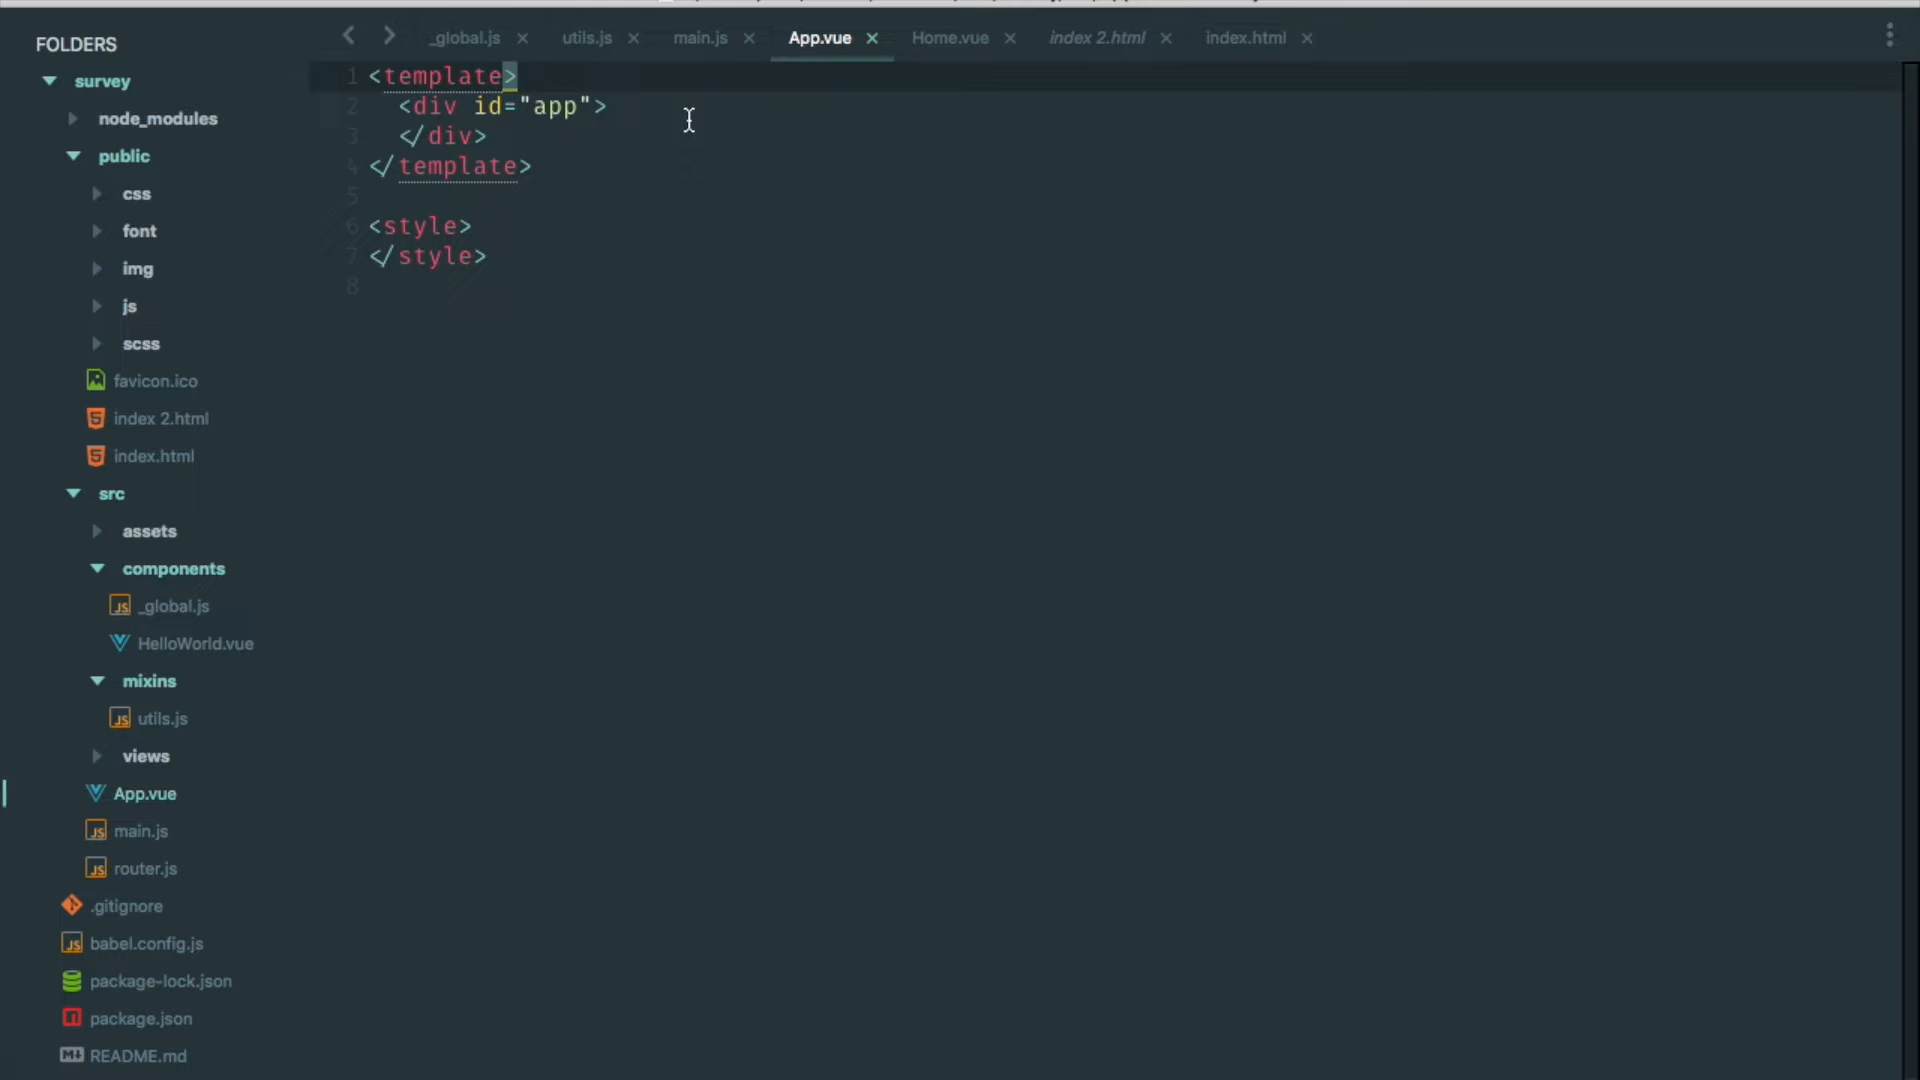 FOLDERS
survey
node_modules
public
css
font
img
js
scss
favicon.ico
index 2.html
index.html
src
assets
components
_global.js
HelloWorld.vue
mixins
utils.js
views
App.vue
main.js
router.js
.gitignore
babel.config.js
package-lock.json
package.json
README.md
_global.js
utils.js
main.js
App.vue
Home.vue
index 2.html
index.html
1 <template>
2 <div id="app">
3 </div>
4 </template>
5
6 <style>
7 </style>
8